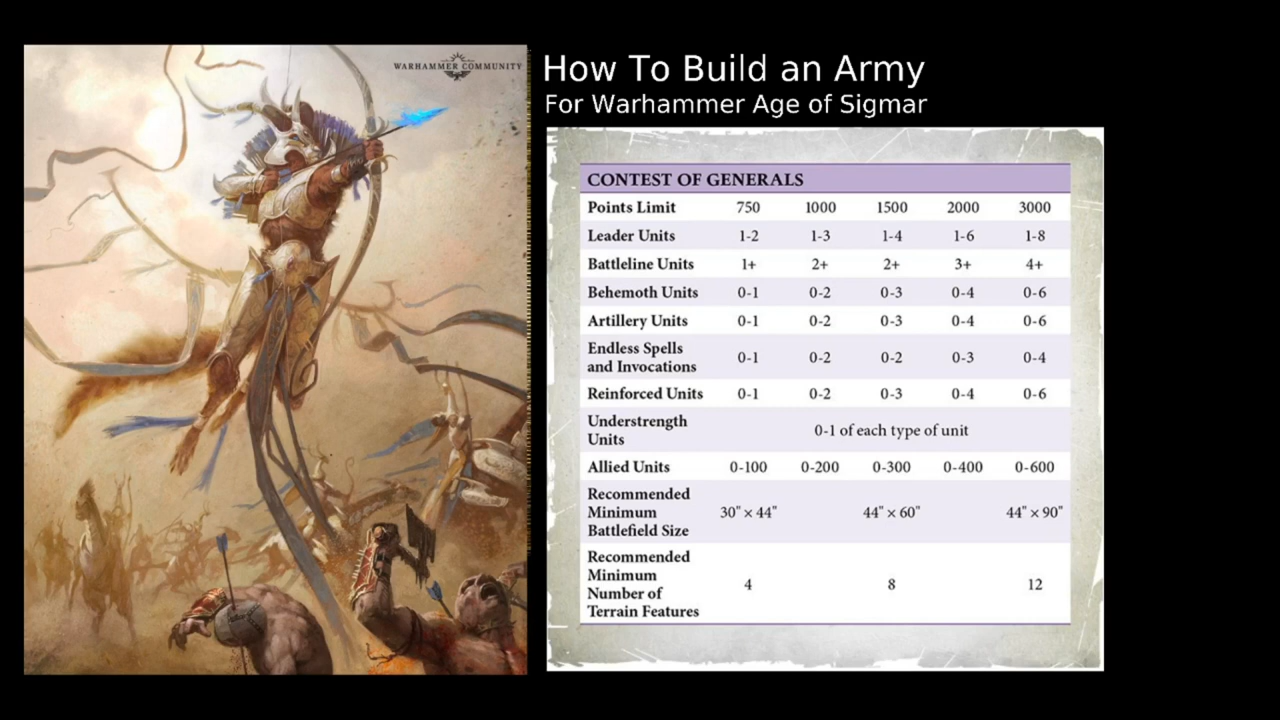 WARHAMMER COMMUNITY
How To Build an Army
For Warhammer Age of Sigmar
CONTEST OF GENERALS
Points Limit 750 1000 1500 2000 3000
Leader Units 1-2 1-3 1-4 1-6 1-8
Battleline Units 1+ 2+ 2+ 3+ 4+
Behemoth Units 0-1 0-2 0-3 0-4 0-6
Artillery Units 0-1 0-2 0-3 0-4 0-6
Endless Spells
and Invocations 0-1 0-2 0-2 0-3 0-4
Reinforced Units 0-1 0-2 0-3 0-4 0-6
Understrength
Units 0-1 of each type of unit
Allied Units 0-100 0-200 0-300 0-400 0-600
Recommended
Minimum 30" × 44" 44" × 60" 44" × 90"
Battlefield Size
Recommended
Minimum
Number of 4 8 12
Terrain Features